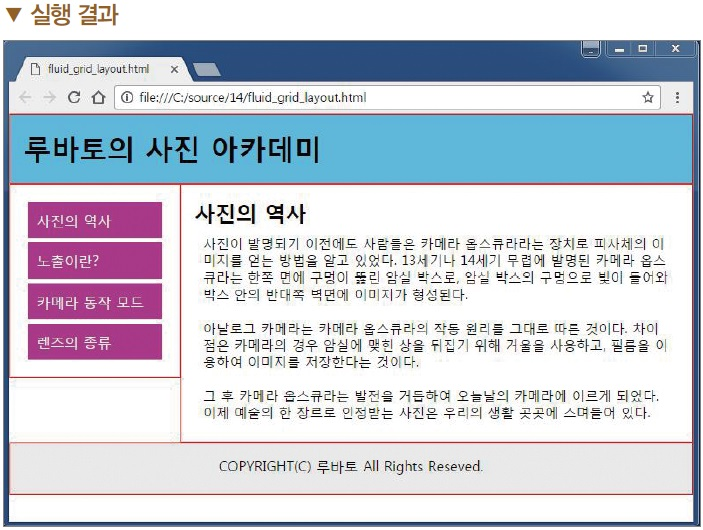 ▼ 실행 결과
fluid_grid_layout.html
file:///C:/source/14/fluid_grid_layout.html
루바토의 사진 아카데미
사진의 역사
노출이란?
카메라 동작 모드
렌즈의 종류
사진의 역사
사진이 발명되기 이전에도 사람들은 카메라 옵스큐라라는 장치로 피사체의 이
미지를 얻는 방법을 알고 있었다. 13세기나 14세기 무렵에 발명된 카메라 옵스
큐라는 한쪽 면에 구멍이 뚫린 암실 박스로, 암실 박스의 구멍으로 빛이 들어와
박스 안의 반대쪽 벽면에 이미지가 형성된다.
아날로그 카메라는 카메라 옵스큐라의 작동 원리를 그대로 따른 것이다. 차이
점은 카메라의 경우 암실에 맺힌 상을 뒤집기 위해 거울을 사용하고, 필름을 이
용하여 이미지를 저장한다는 것이다.
그 후 카메라 옵스큐라는 발전을 거듭하여 오늘날의 카메라에 이르게 되었다.
이제 예술의 한 장르로 인정받는 사진은 우리의 생활 곳곳에 스며들어 있다.
COPYRIGHT(C) 루바토 All Rights Reseved.